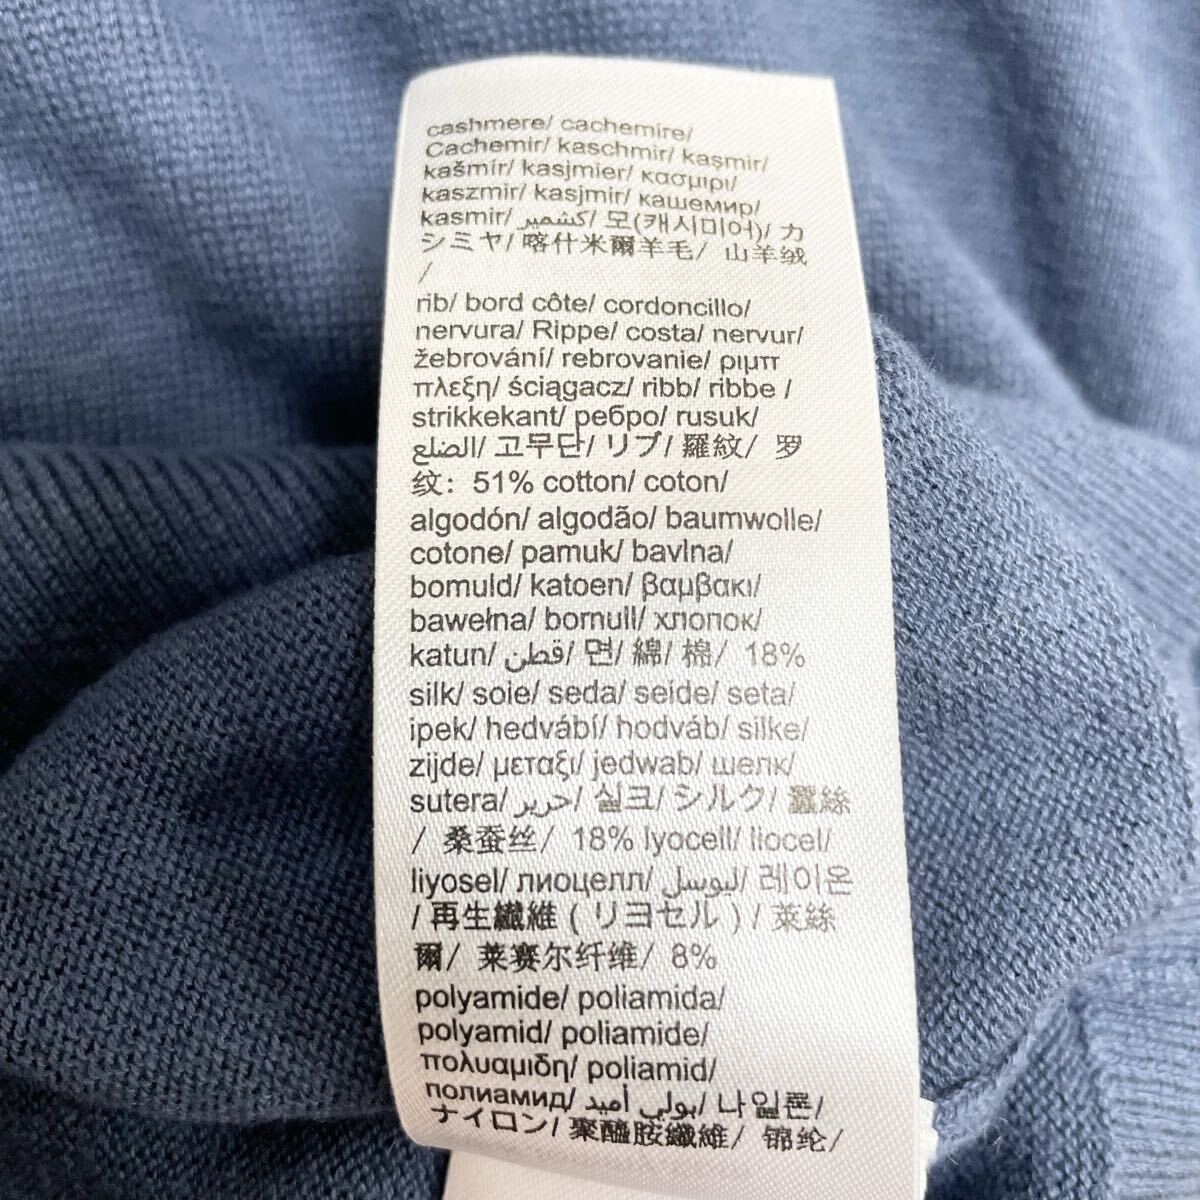 cashmere/ cachemire/
Cachemir/ kaschmir/ kaşmir/
kašmír/ kasjmier/ κασμιρι/
kaszmir/ kasjmir/ кашемир/
kasmir/ كشمير/ 모(캐시미어)/ カ
シミヤ/ 喀什米爾羊毛/ 山羊绒
/
rib/ bord côte/ cordoncillo/
nervura/ Rippe/ costa/ nervur/
žebrování/ rebrovanie/ ριμπ
πλεξη/ ściągacz/ ribb/ ribbe /
strikkekant/ ребро/ rusuk/
الضلع/ 고무단/ リブ/ 羅紋/ 罗
纹: 51% cotton/ coton/
algodón/ algodão/ baumwolle/
cotone/ pamuk/ bavlna/
bomuld/ katoen/ βαμβακι/
bawełna/ bomull/ хлопок/
katun/ قطن/ 면/ 綿/ 棉/ 18%
silk/ soie/ seda/ seide/ seta/
ipek/ hedvábí/ hodváb/ silke/
zijde/ μεταξι/ jedwab/ шелк/
sutera/ حرير/ 실크/ シルク/ 蠶絲
/ 桑蚕丝/ 18% lyocell/ liocel/
liyosel/ лиоцелл/ ليوسل/ 레이온
/ 再生繊維 ( リヨセル ) / 萊絲
爾/ 莱赛尔纤维/ 8%
polyamide/ poliamida/
polyamid/ poliamide/
πολυαμιδη/ poliamid/
полиамид/ بولي أميد/ 나일론/
ナイロン/ 聚醯胺纖維/ 锦纶/